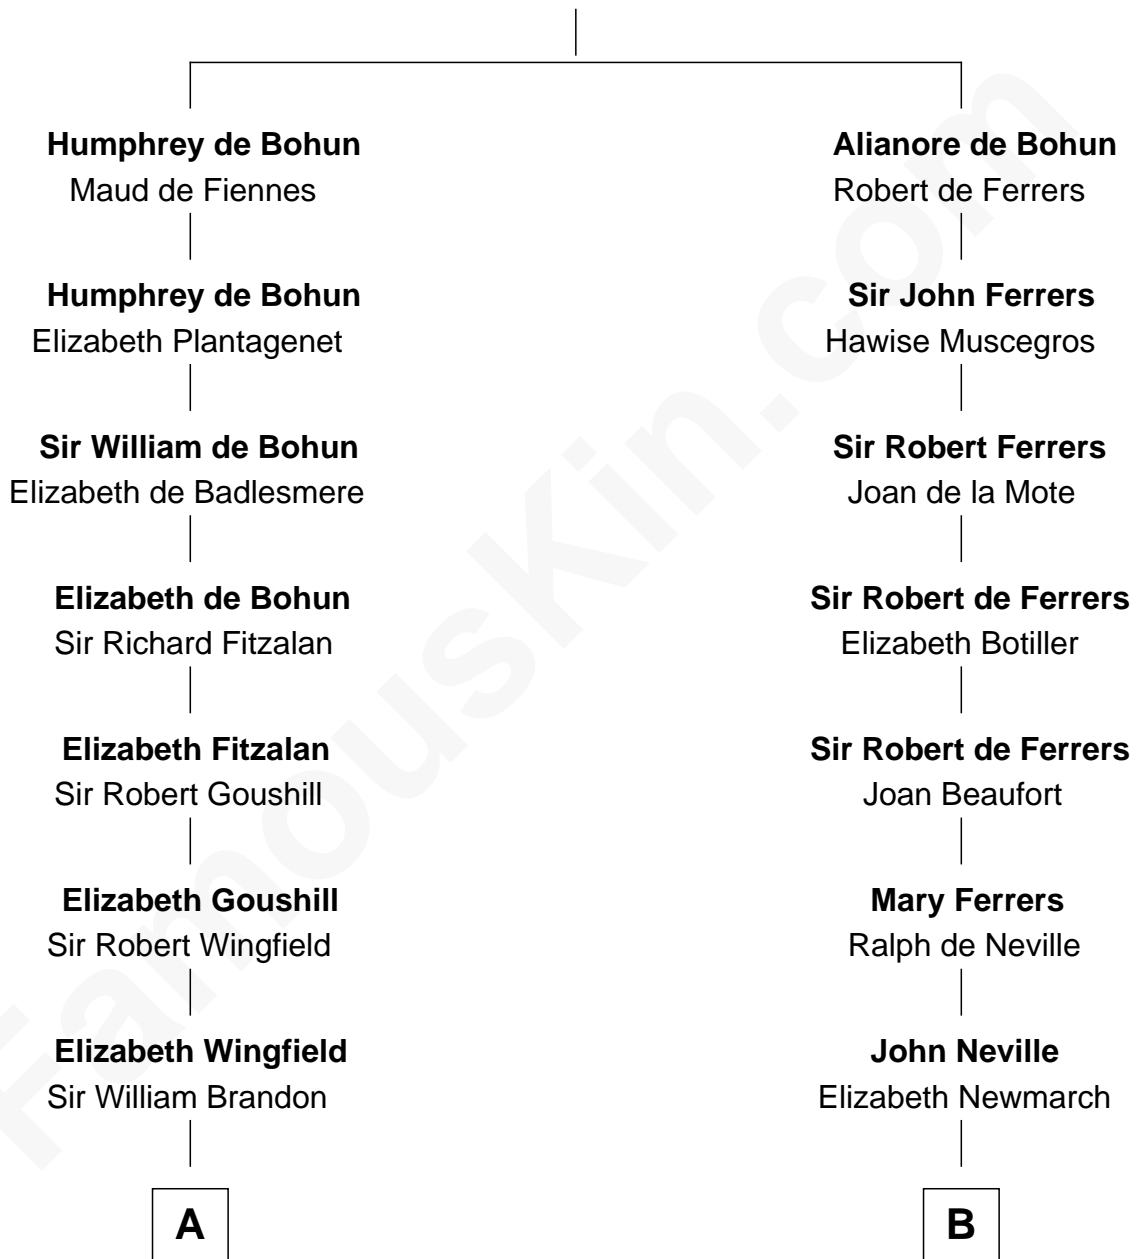 Humphrey de Bohun
Maud de Fiennes
Humphrey de Bohun
Elizabeth Plantagenet
Sir William de Bohun
Elizabeth de Badlesmere
Elizabeth de Bohun
Sir Richard Fitzalan
Elizabeth Fitzalan
Sir Robert Goushill
Elizabeth Goushill
Sir Robert Wingfield
Elizabeth Wingfield
Sir William Brandon
A
Alianore de Bohun
Robert de Ferrers
Sir John Ferrers
Hawise Muscegros
Sir Robert Ferrers
Joan de la Mote
Sir Robert de Ferrers
Elizabeth Botiller
Sir Robert de Ferrers
Joan Beaufort
Mary Ferrers
Ralph de Neville
John Neville
Elizabeth Newmarch
B
FamousKin.com